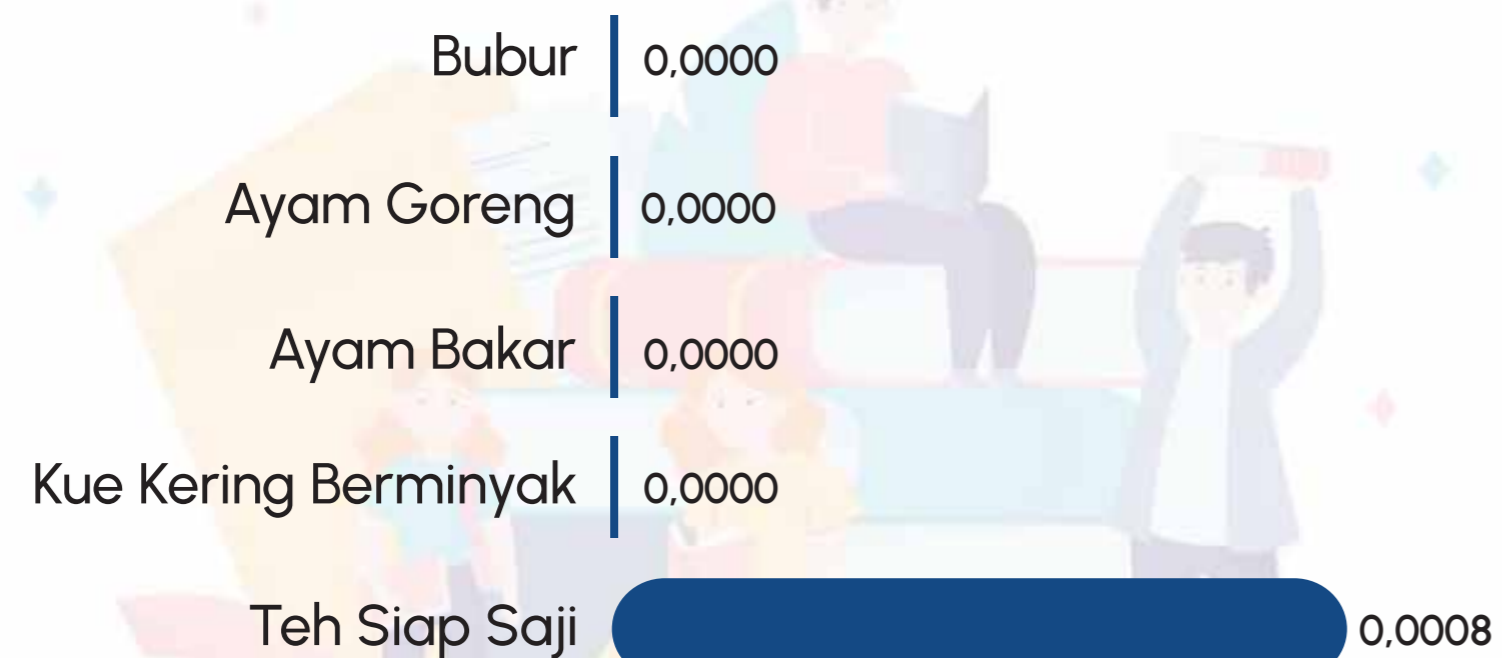 Bubur 0,0000
Ayam Goreng 0,0000
Ayam Bakar 0,0000
Kue Kering Berminyak 0,0000
Teh Siap Saji 0,0008